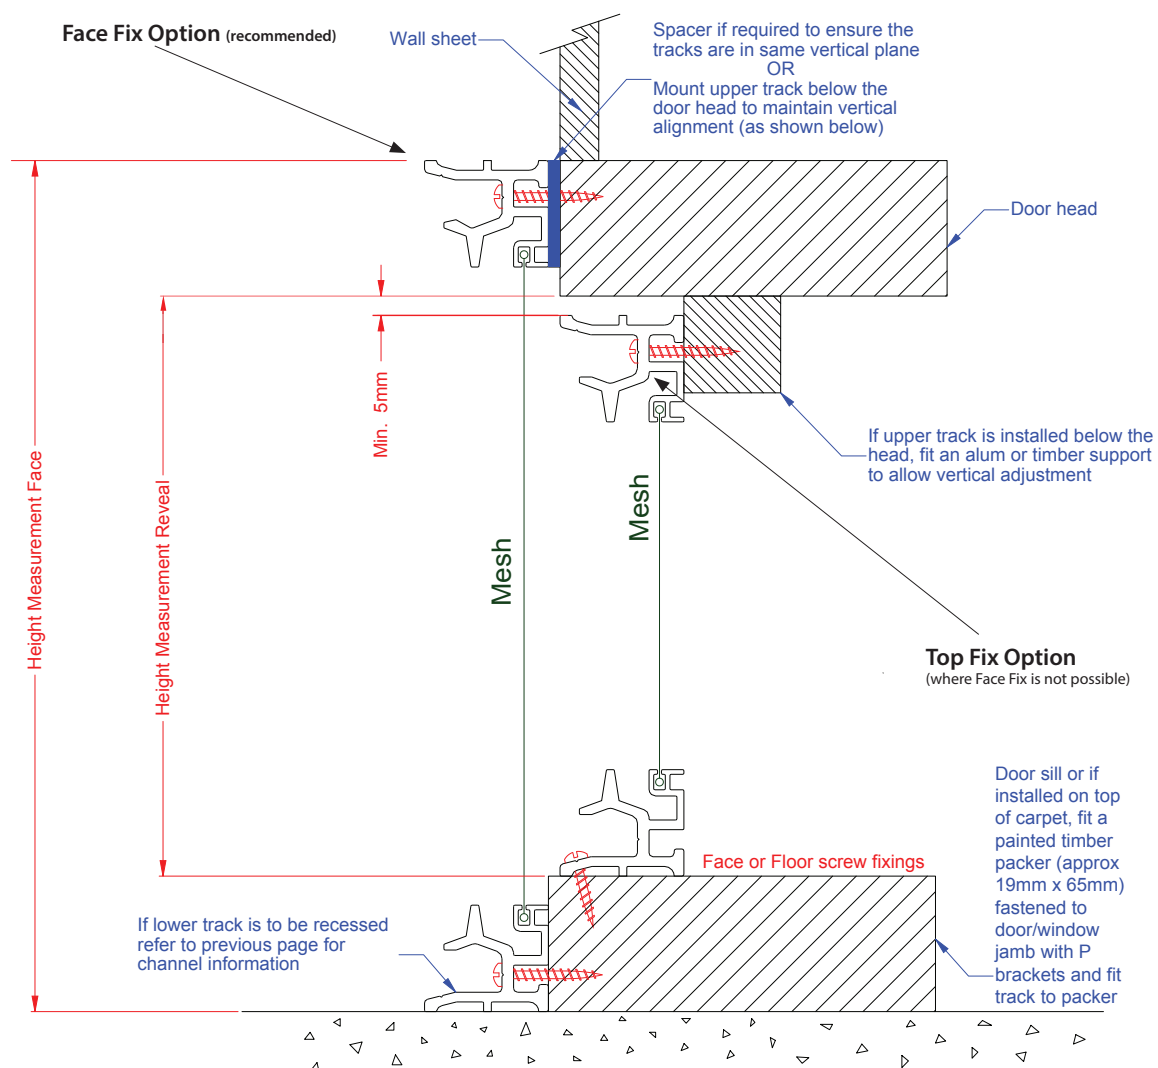 Face Fix Option (recommended)
Wall sheet
Spacer if required to ensure the
tracks are in same vertical plane
OR
Mount upper track below the
door head to maintain vertical
alignment (as shown below)
Door head
Min.  5mm
If upper track is installed below the
head, fit an alum or timber support
to allow vertical adjustment
Height Measurement Face
Height Measurement Reveal
Mesh
Mesh
Top Fix Option
(where Face Fix is not possible)
Door sill or if
installed on top
of carpet, fit a
painted timber
packer (approx
19mm x 65mm)
fastened to
door/window
jamb with P
brackets and fit
track to packer
Face or Floor screw fixings
If lower track is to be recessed
refer to previous page for
channel information